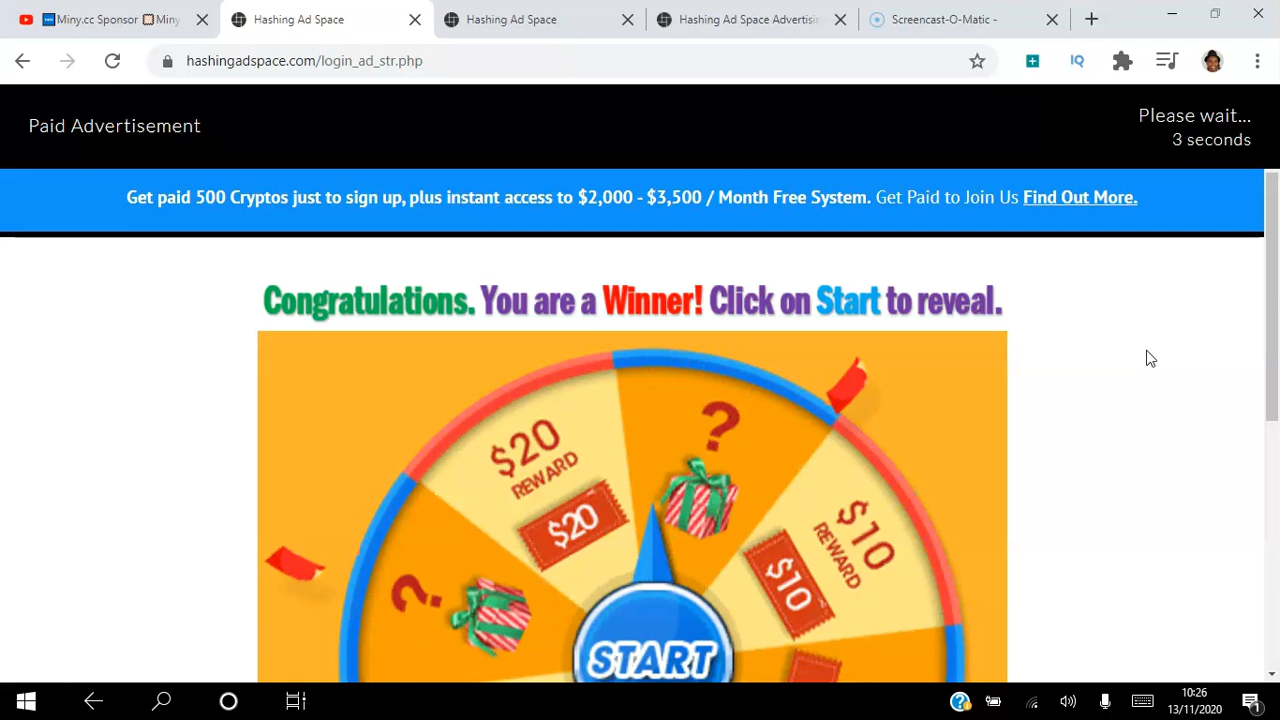 Miny.cc Sponsor Miny
Hashing Ad Space
Hashing Ad Space
Hashing Ad Space Advertisin
Screencast-O-Matic -
hashingadspace.com/login_ad_str.php
IQ
Paid Advertisement
Please wait...
3 seconds
Get paid 500 Cryptos just to sign up, plus instant access to $2,000 - $3,500 / Month Free System. Get Paid to Join Us Find Out More.
Congratulations. You are a Winner! Click on Start to reveal.
$20
REWARD
$20
?
$10
REWARD
$10
?
START
10:26
13/11/2020
1